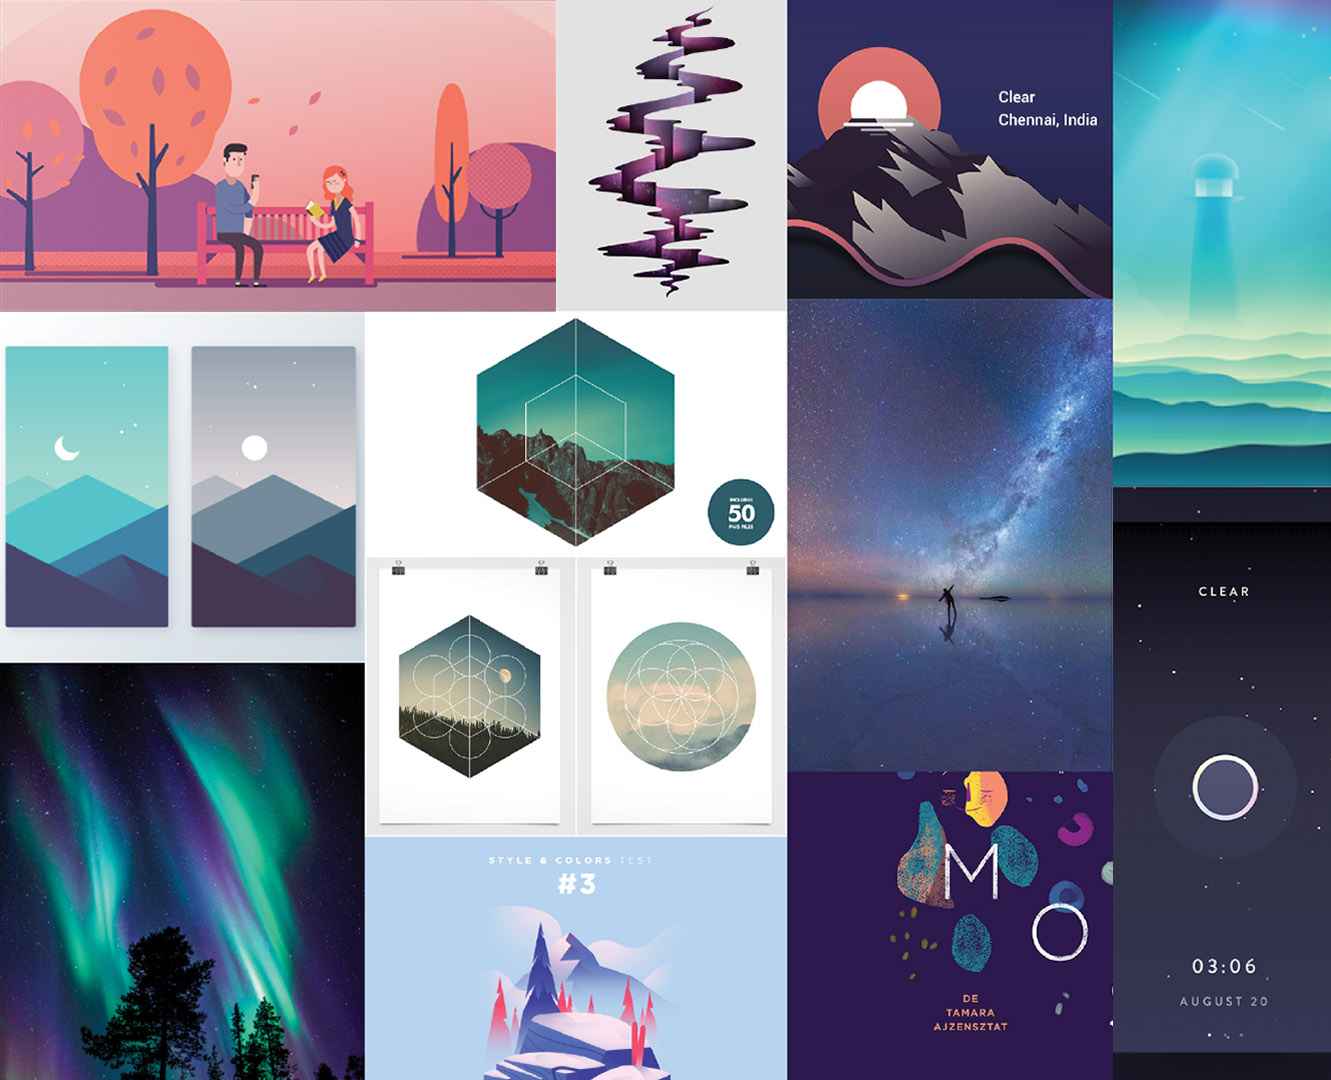 Clear
Chennai, India
INCLUDES
50
PNG FILES
CLEAR
STYLE & COLORS TEST
#3
M
O
DE
TAMARA
AJZENSZTAT
03:06
AUGUST 20